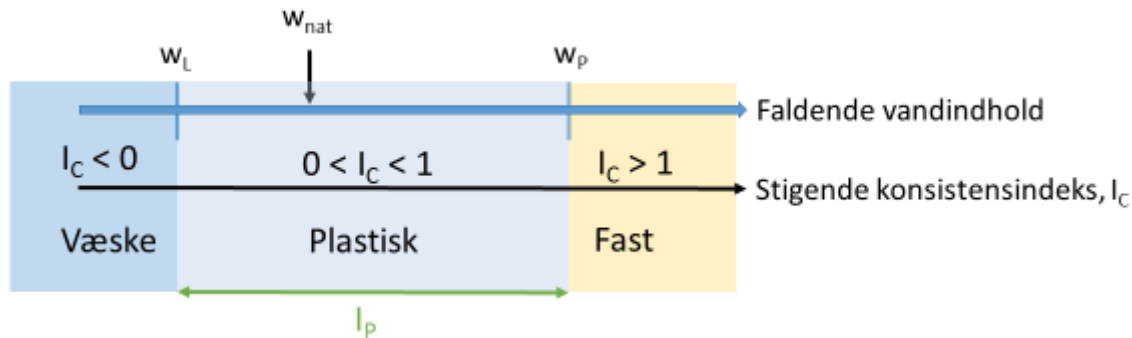 w_nat
w_L
w_P
Faldende vandindhold
I_C < 0
0 < I_C < 1
I_C > 1
Stigende konsistensindeks, I_C
Væske
Plastisk
Fast
I_P